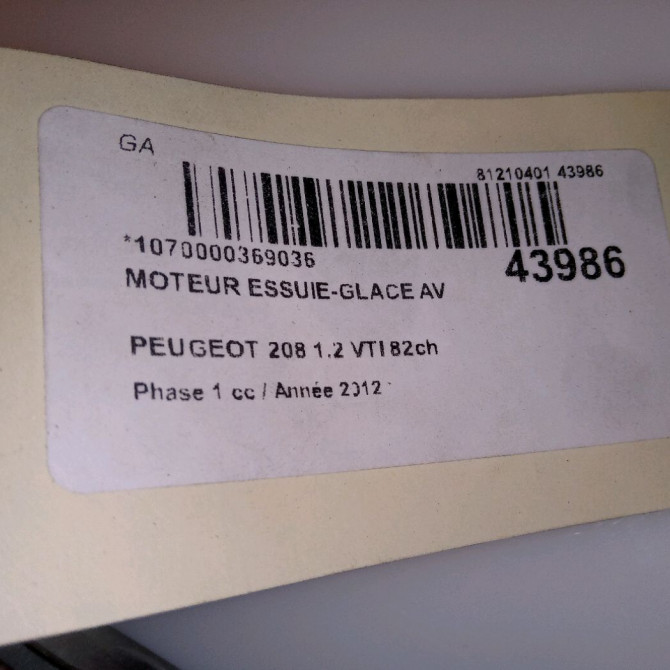 GA
81210401 43986
*1070000369036
43986
MOTEUR ESSUIE-GLACE AV
PEUGEOT 208 1.2 VTI 82ch
Phase 1 cc / Année 2012